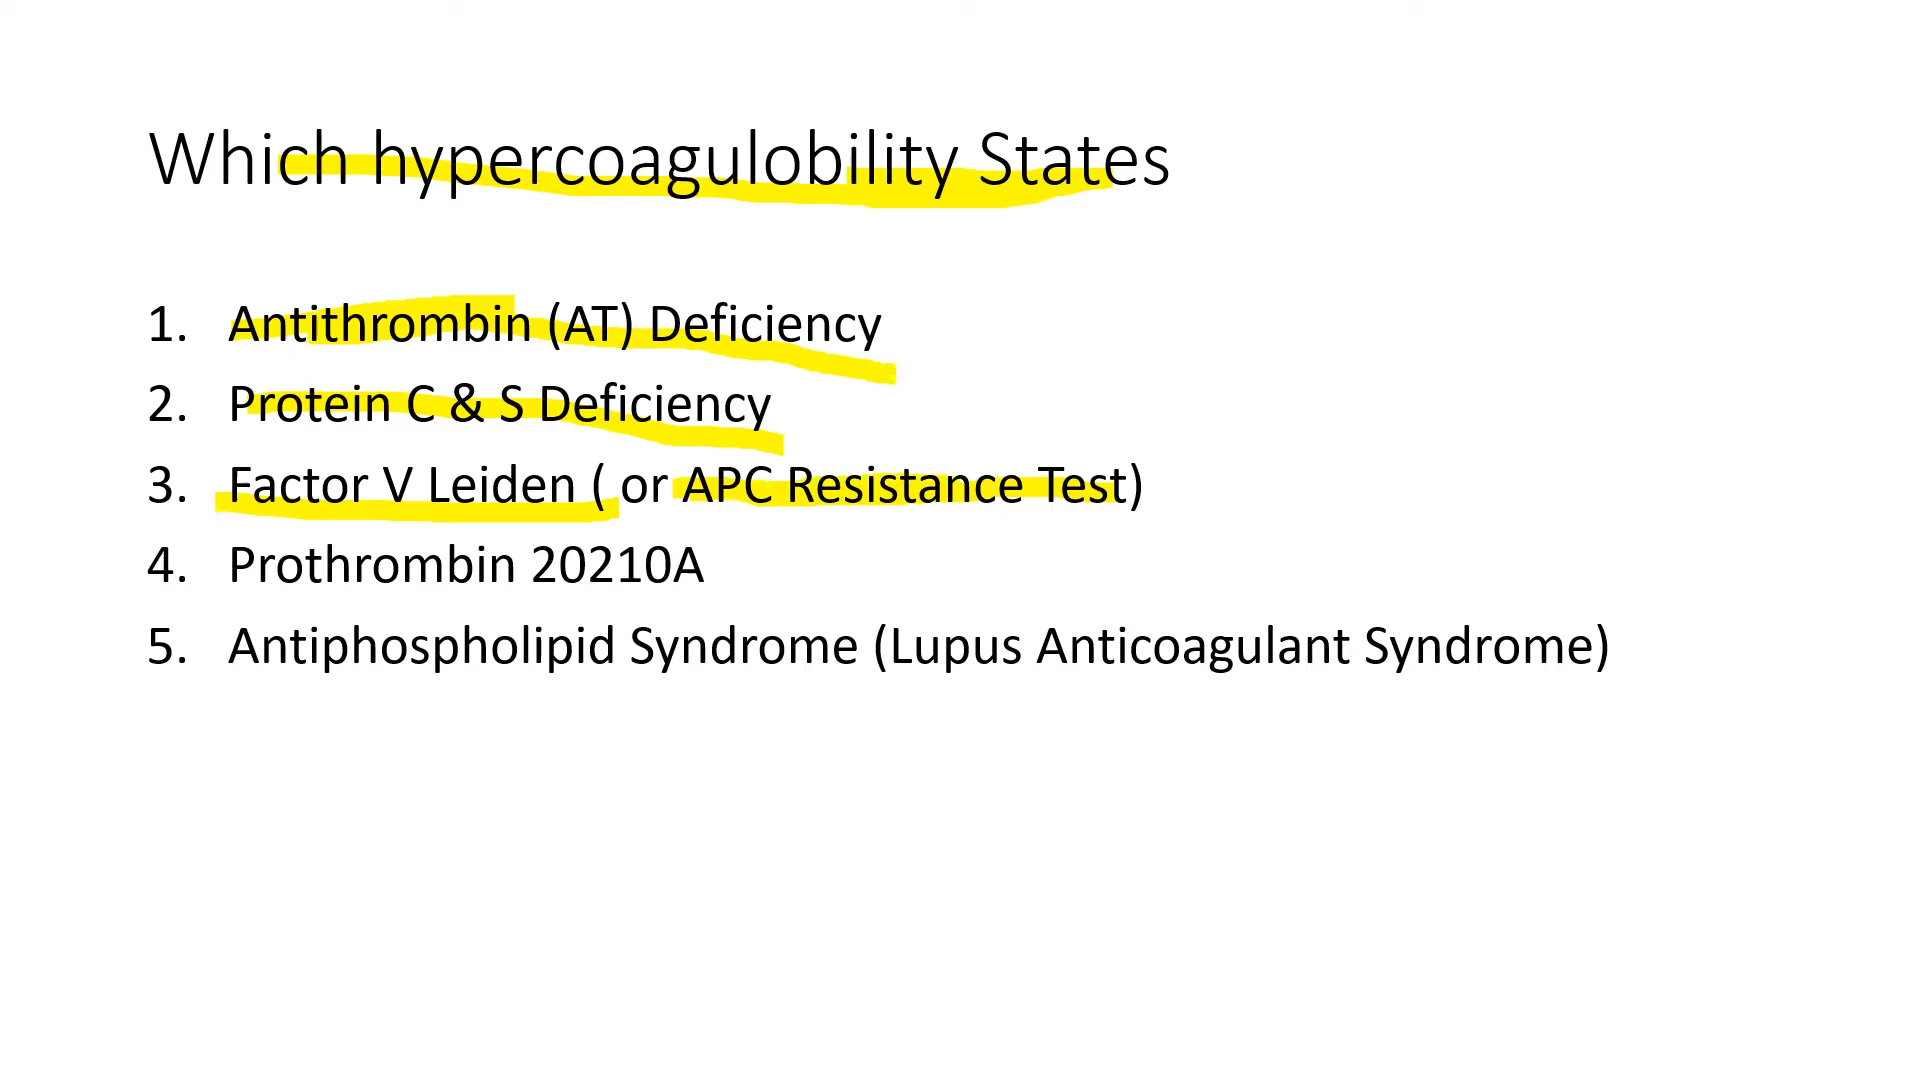 Which hypercoagulobility States
1. Antithrombin (AT) Deficiency
2. Protein C & S Deficiency
3. Factor V Leiden ( or APC Resistance Test)
4. Prothrombin 20210A
5. Antiphospholipid Syndrome (Lupus Anticoagulant Syndrome)